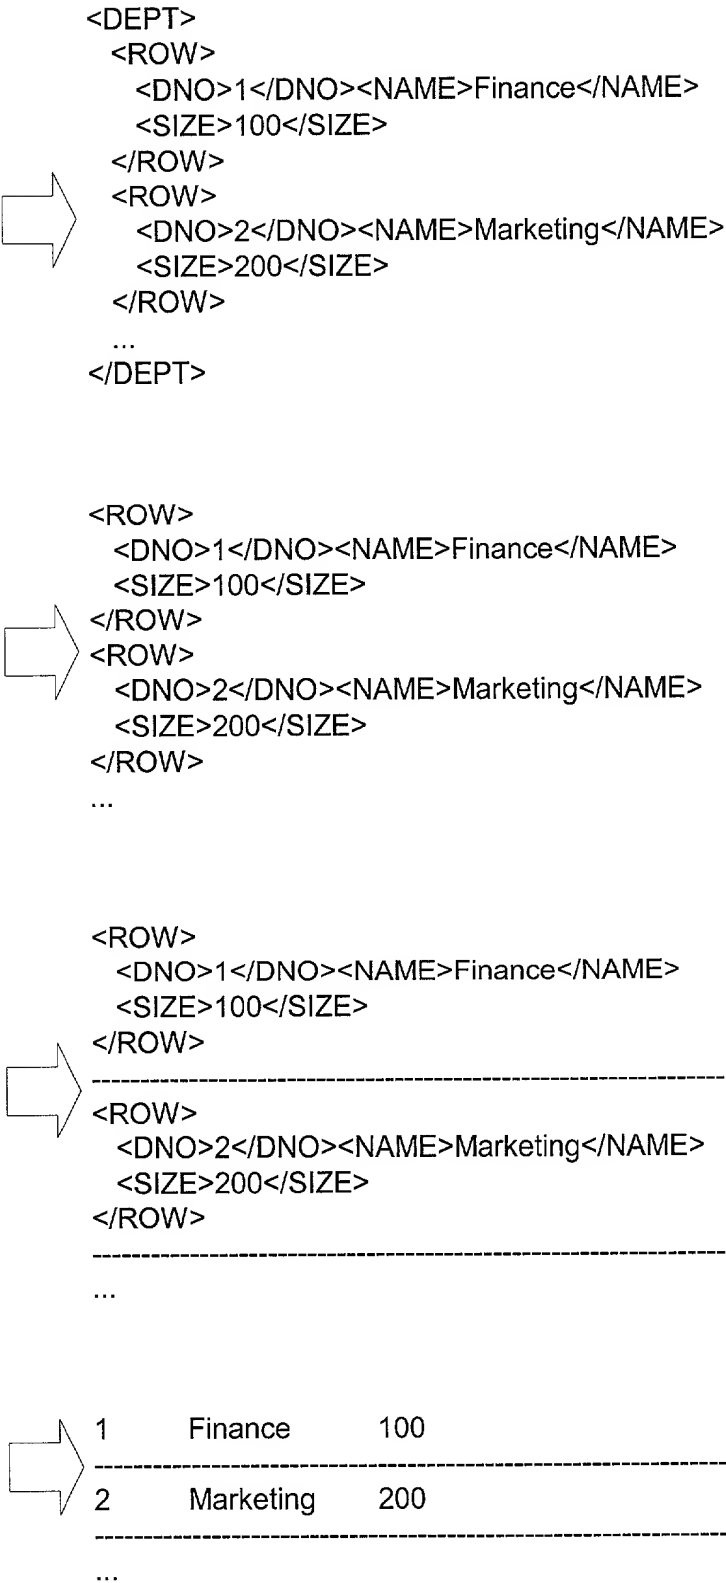 <DEPT>
<ROW>
<DNO>1</DNO><NAME>Finance</NAME>
<SIZE>100</SIZE>
</ROW>
<ROW>
<DNO>2</DNO><NAME>Marketing</NAME>
<SIZE>200</SIZE>
</ROW>
...
</DEPT>
<ROW>
<DNO>1</DNO><NAME>Finance</NAME>
<SIZE>100</SIZE>
</ROW>
<ROW>
<DNO>2</DNO><NAME>Marketing</NAME>
<SIZE>200</SIZE>
</ROW>
...
<ROW>
<DNO>1</DNO><NAME>Finance</NAME>
<SIZE>100</SIZE>
</ROW>
<ROW>
<DNO>2</DNO><NAME>Marketing</NAME>
<SIZE>200</SIZE>
</ROW>
...
1 Finance 100
2 Marketing 200
...